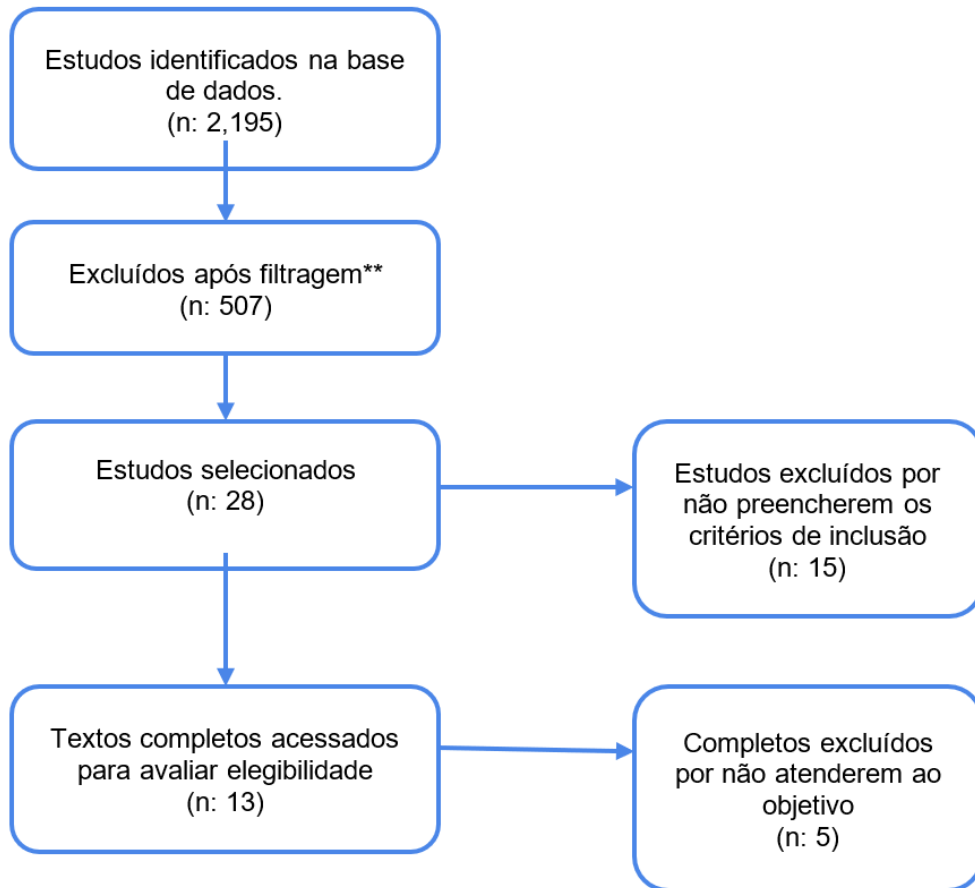 Estudos identificados na base
de dados.
(n: 2,195)
Excluídos após filtragem**
(n: 507)
Estudos selecionados
(n: 28)
Estudos excluídos por
não preencherem os
critérios de inclusão
(n: 15)
Textos completos acessados
para avaliar elegibilidade
(n: 13)
Completos excluídos
por não atenderem ao
objetivo
(n: 5)